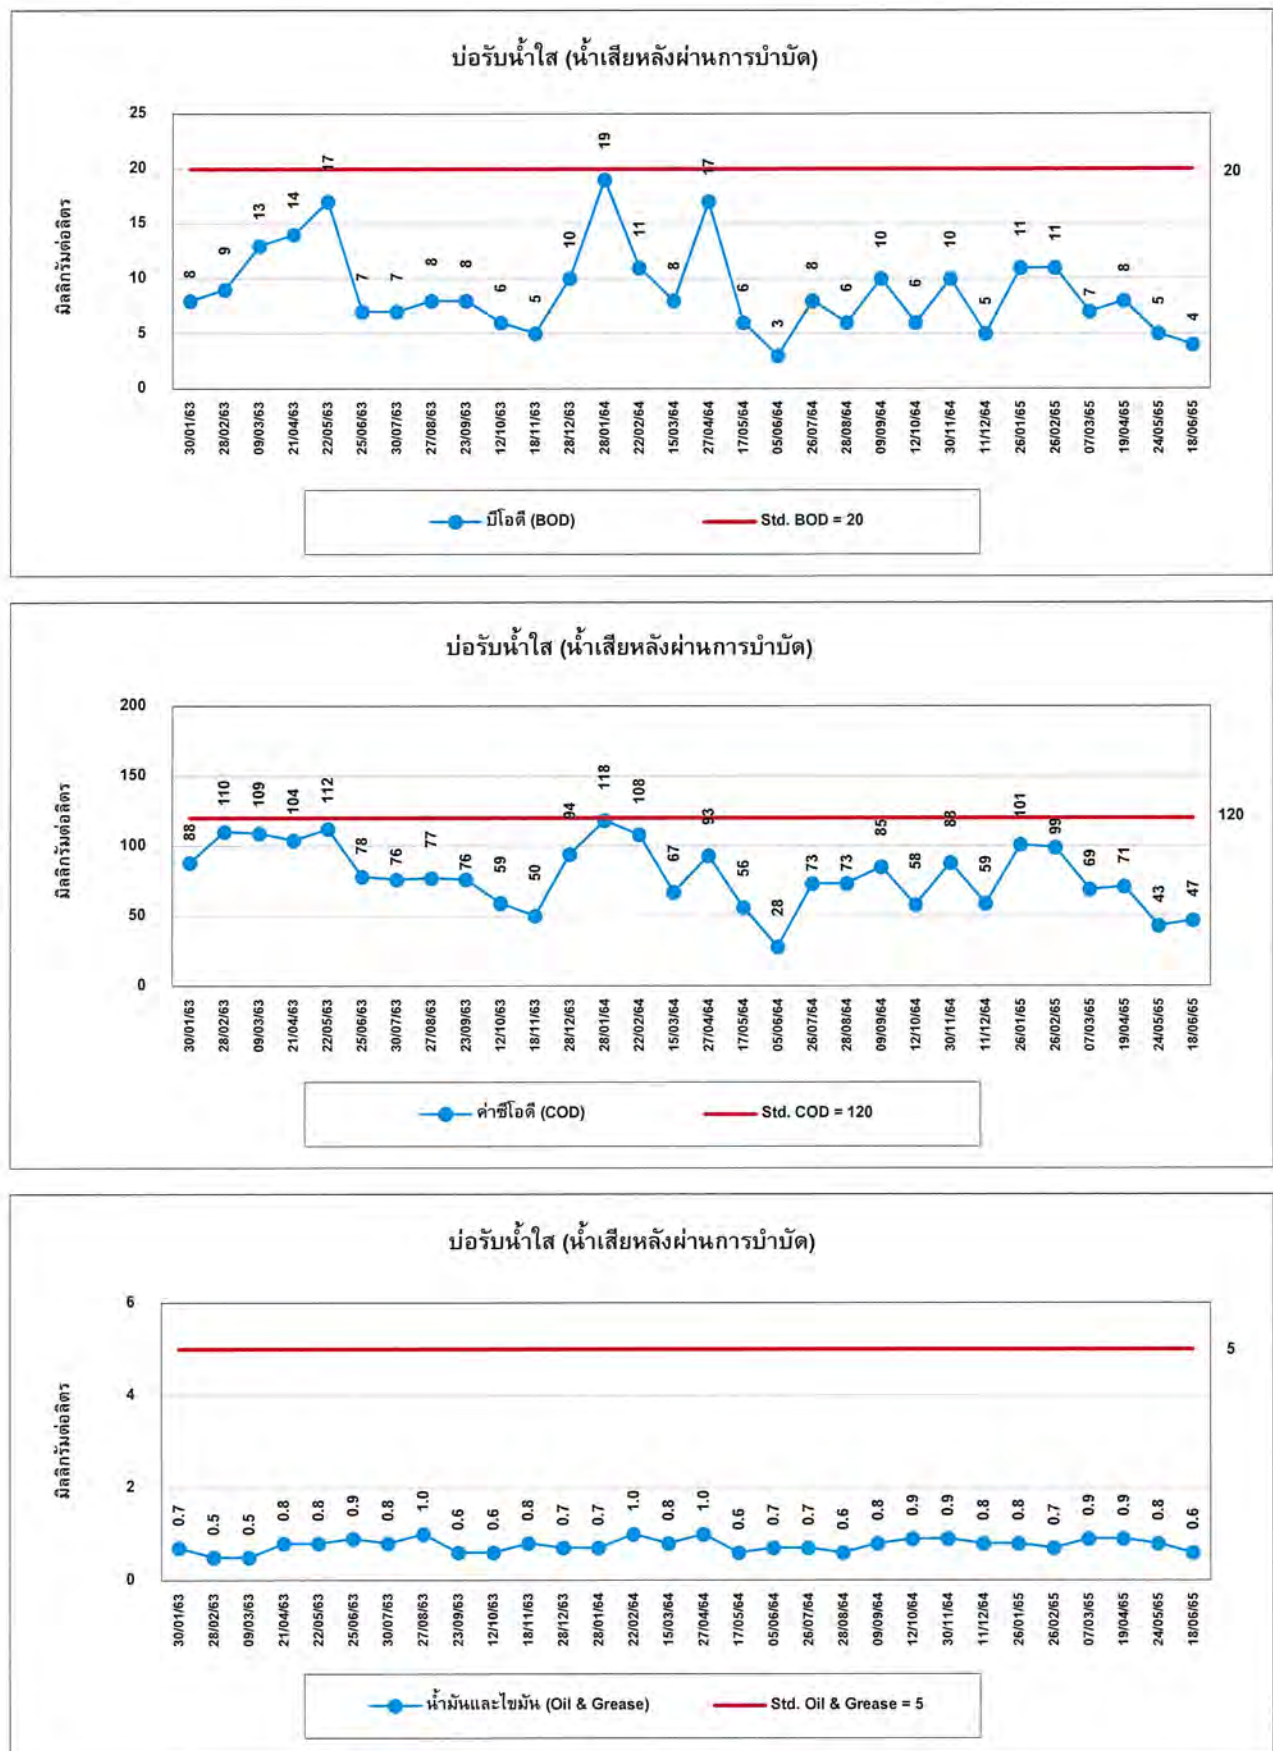 บ่อรับน้ำใส (น้ำเสียหลังผ่านการบำบัด)
มิลลิกรัมต่อลิตร
25
20
15
10
5
0
8 9 13 14 17 7 7 8 8 6 5 10 19 11 8 17 6 3 8 6 10 6 10 5 11 11 7 8 5 4
20
30/01/63 28/02/63 09/03/63 21/04/63 22/05/63 25/06/63 30/07/63 27/08/63 23/09/63 12/10/63 18/11/63 28/12/63 28/01/64 22/02/64 15/03/64 27/04/64 17/05/64 05/06/64 26/07/64 28/08/64 09/09/64 12/10/64 30/11/64 11/12/64 26/01/65 26/02/65 07/03/65 19/04/65 24/05/65 18/06/65
บีโอดี (BOD) Std. BOD = 20
บ่อรับน้ำใส (น้ำเสียหลังผ่านการบำบัด)
มิลลิกรัมต่อลิตร
200
150
100
50
0
88 110 109 104 112 78 76 77 76 59 50 94 118 108 67 93 56 28 73 73 85 58 88 59 101 99 69 71 43 47
120
30/01/63 28/02/63 09/03/63 21/04/63 22/05/63 25/06/63 30/07/63 27/08/63 23/09/63 12/10/63 18/11/63 28/12/63 28/01/64 22/02/64 15/03/64 27/04/64 17/05/64 05/06/64 26/07/64 28/08/64 09/09/64 12/10/64 30/11/64 11/12/64 26/01/65 26/02/65 07/03/65 19/04/65 24/05/65 18/06/65
ค่าซีโอดี (COD) Std. COD = 120
บ่อรับน้ำใส (น้ำเสียหลังผ่านการบำบัด)
มิลลิกรัมต่อลิตร
6
4
2
0
0.7 0.5 0.5 0.8 0.8 0.9 0.8 1.0 0.6 0.6 0.8 0.7 0.7 1.0 0.8 1.0 0.6 0.7 0.7 0.6 0.8 0.9 0.9 0.8 0.8 0.7 0.9 0.9 0.8 0.6
5
30/01/63 28/02/63 09/03/63 21/04/63 22/05/63 25/06/63 30/07/63 27/08/63 23/09/63 12/10/63 18/11/63 28/12/63 28/01/64 22/02/64 15/03/64 27/04/64 17/05/64 05/06/64 26/07/64 28/08/64 09/09/64 12/10/64 30/11/64 11/12/64 26/01/65 26/02/65 07/03/65 19/04/65 24/05/65 18/06/65
น้ำมันและไขมัน (Oil & Grease) Std. Oil & Grease = 5